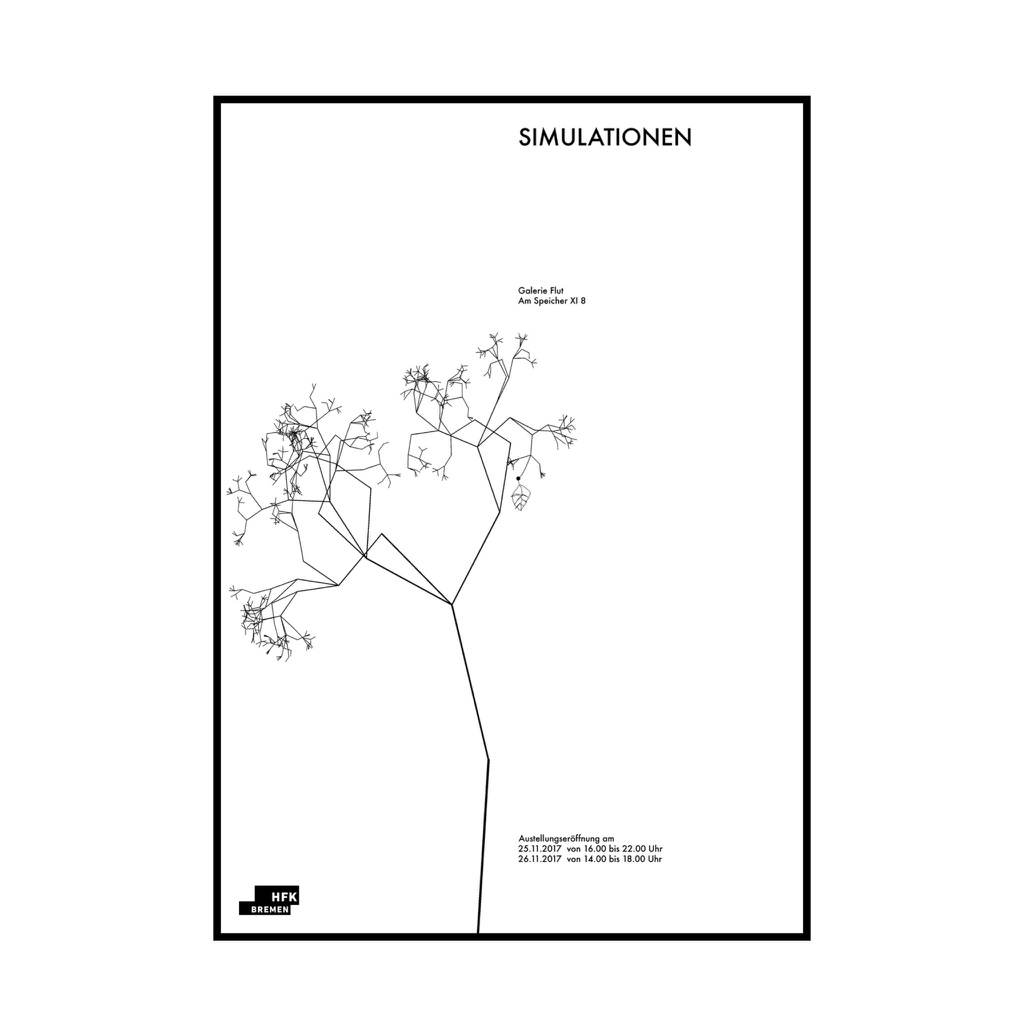 SIMULATIONEN
Galerie Flut
Am Speicher XI 8
Austellungseröffnung am
25.11.2017 von 16.00 bis 22.00 Uhr
26.11.2017 von 14.00 bis 18.00 Uhr
HFK
BREMEN